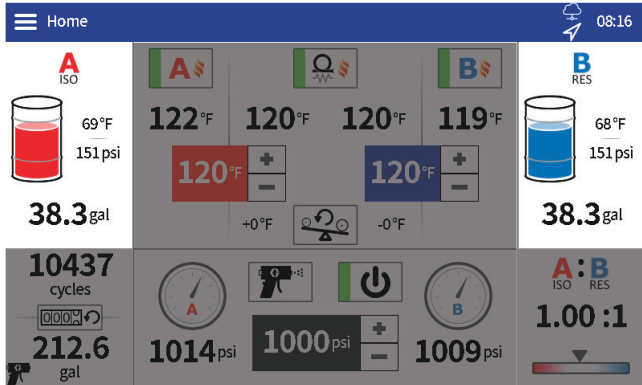 Home
08:16
A
ISO
69°F
151 psi
38.3 gal
A
B
122°F
120°F
120°F
119°F
120°F
+
−
120°F
+
−
+0°F
-0°F
B
RES
68°F
151 psi
38.3 gal
10437
cycles
212.6
gal
A
1014 psi
1000 psi
+
−
B
1009 psi
A:B
ISO RES
1.00 :1